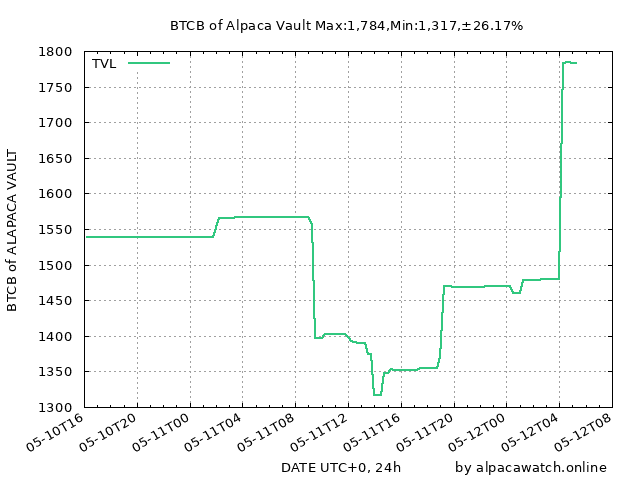 BTCB of Alpaca Vault Max:1,784,Min:1,317,±26.17%
TVL
1800
1750
1700
1650
1600
1550
1500
1450
1400
1350
1300
BTCB of ALAPACA VAULT
05-10T16
05-10T20
05-11T00
05-11T04
05-11T08
05-11T12
05-11T16
05-11T20
05-12T00
05-12T04
05-12T08
DATE UTC+0, 24h
by alpacawatch.online